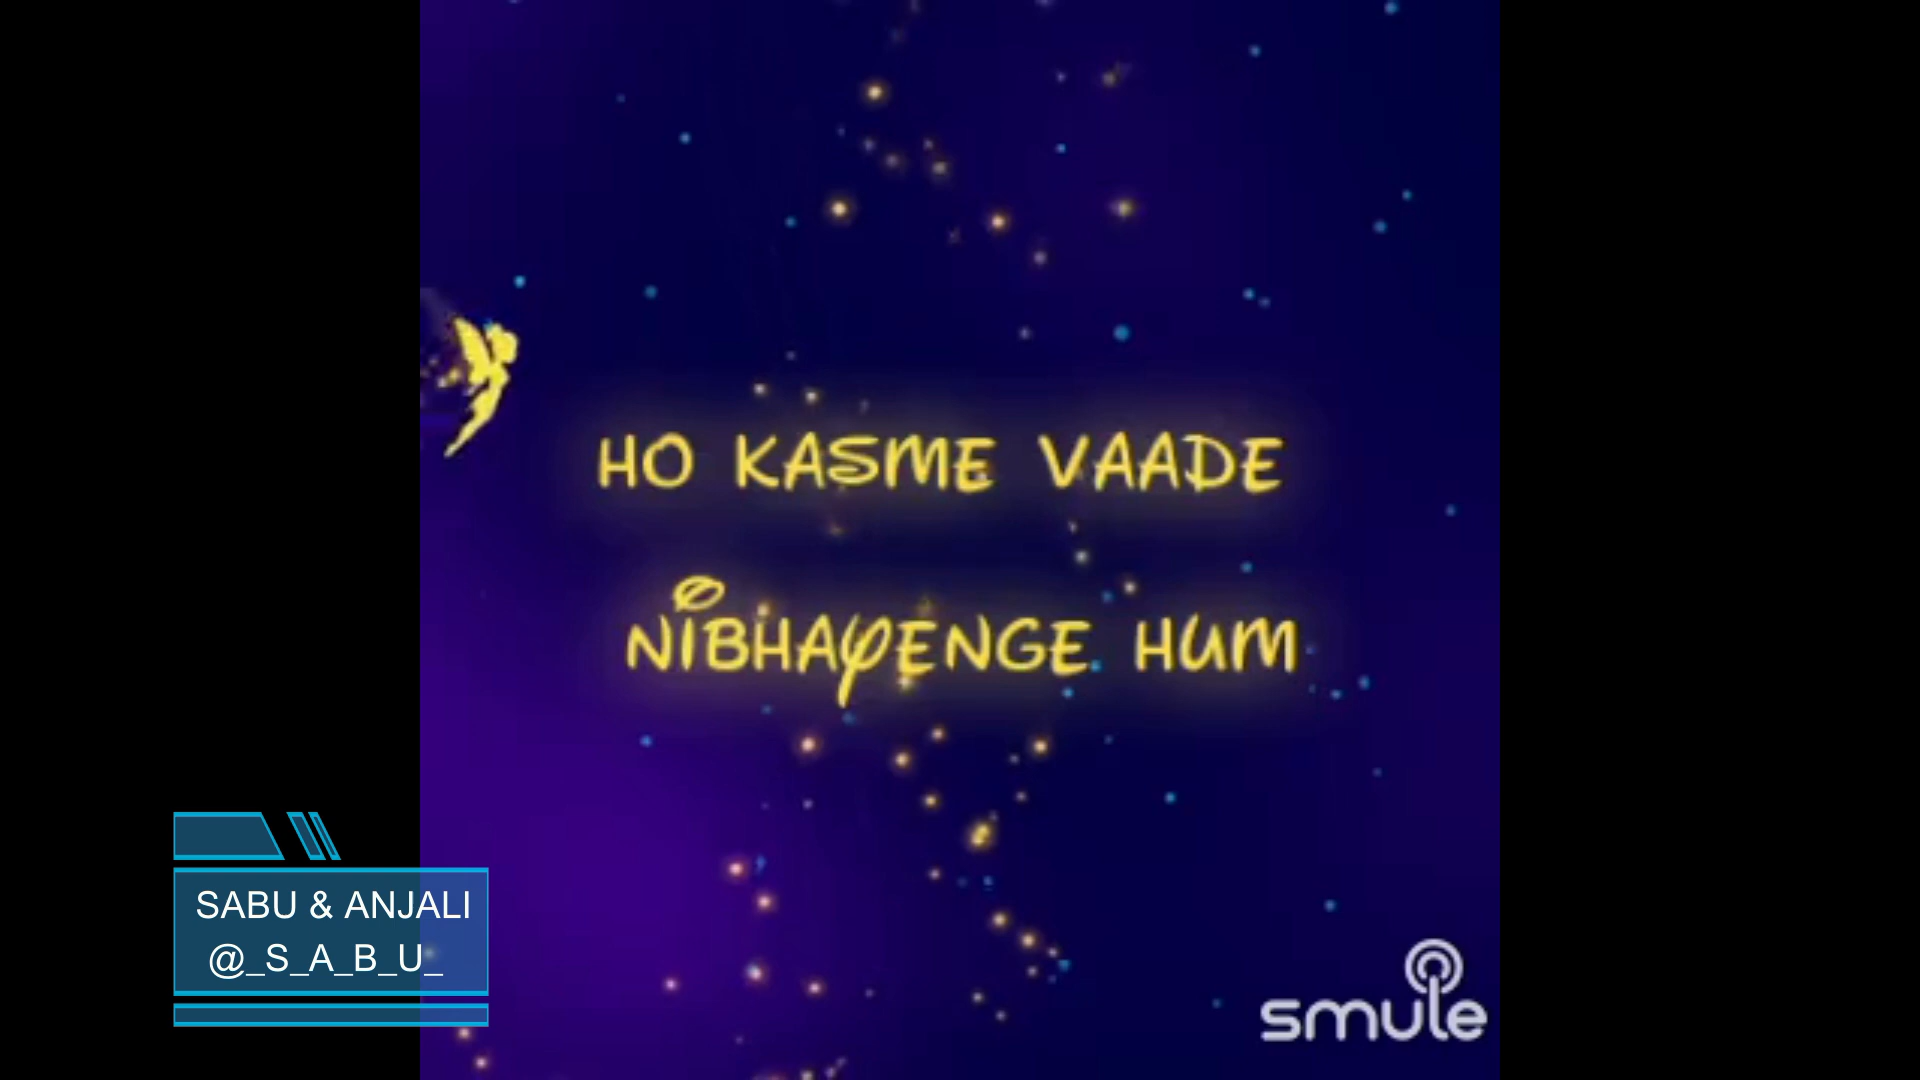 HO KASME VAADE
NIBHAYENGE HUM
SABU & ANJALI
@_S_A_B_U_
smule